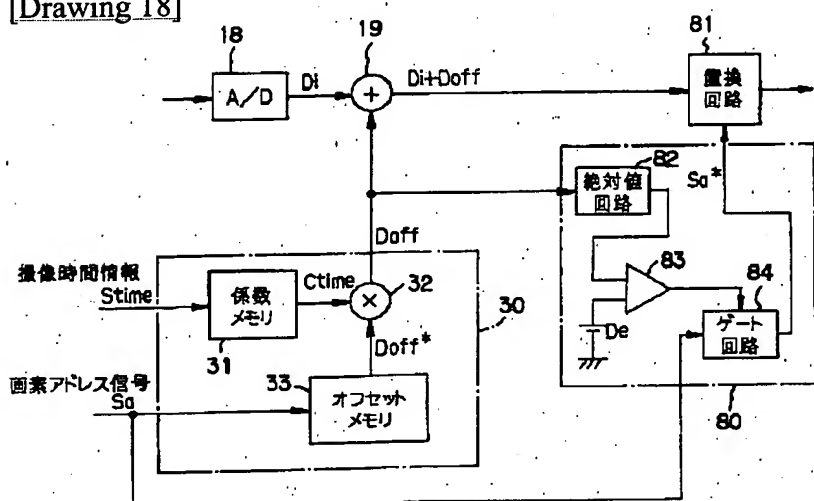 [Drawing 18]
18
19
81
A/D
Di
+
Di+Doff
置換
回路
82
絶対値
回路
Sa*
Doff
撮像時間情報
Stime
係数
メモリ
31
Ctime
×
32
30
83
84
ゲート
回路
De
Doff*
画素アドレス信号
Sa
33
オフセット
メモリ
80